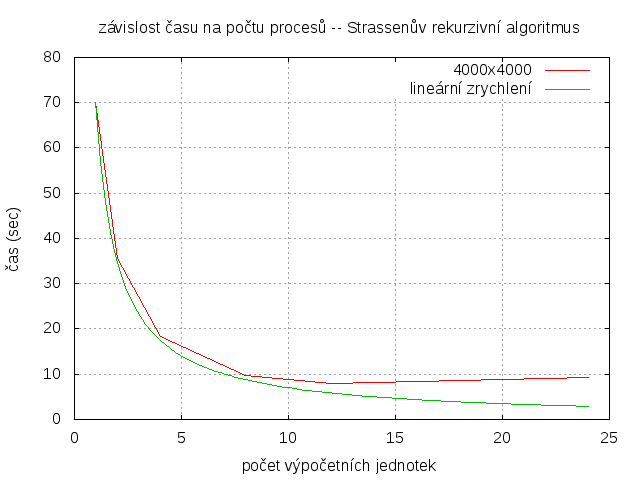 závislost času na počtu procesů -- Strassenův rekurzivní algoritmus
4000x4000
lineární zrychlení
80
70
60
50
40
30
20
10
0
čas (sec)
0 5 10 15 20 25
počet výpočetních jednotek